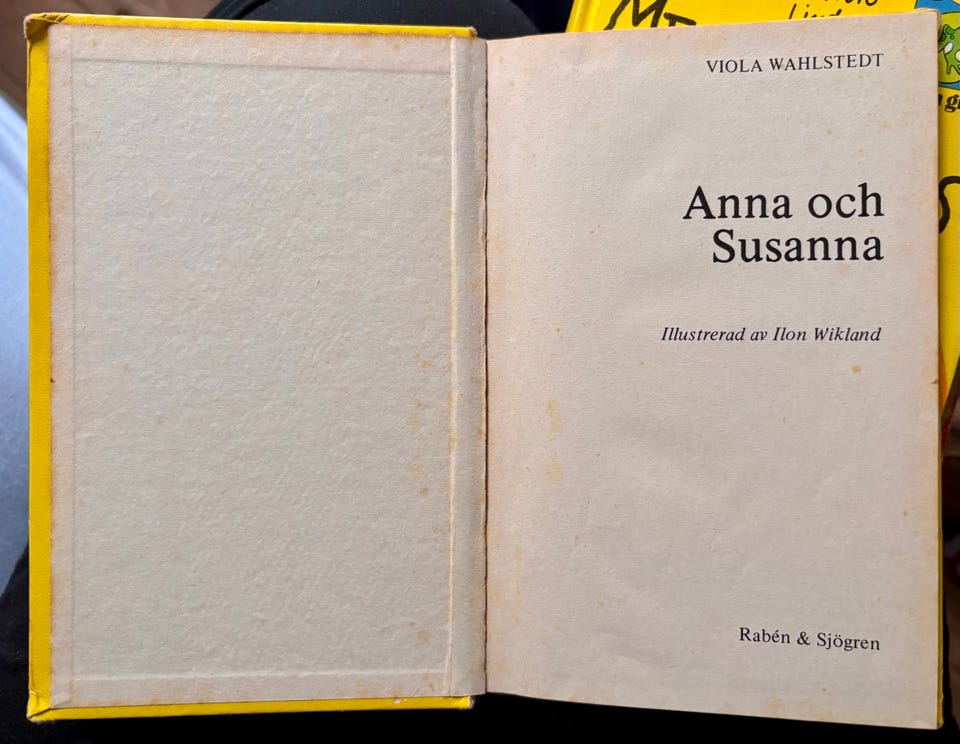 VIOLA WAHLSTEDT
Anna och
Susanna
Illustrerad av Ilon Wikland
Rabén & Sjögren